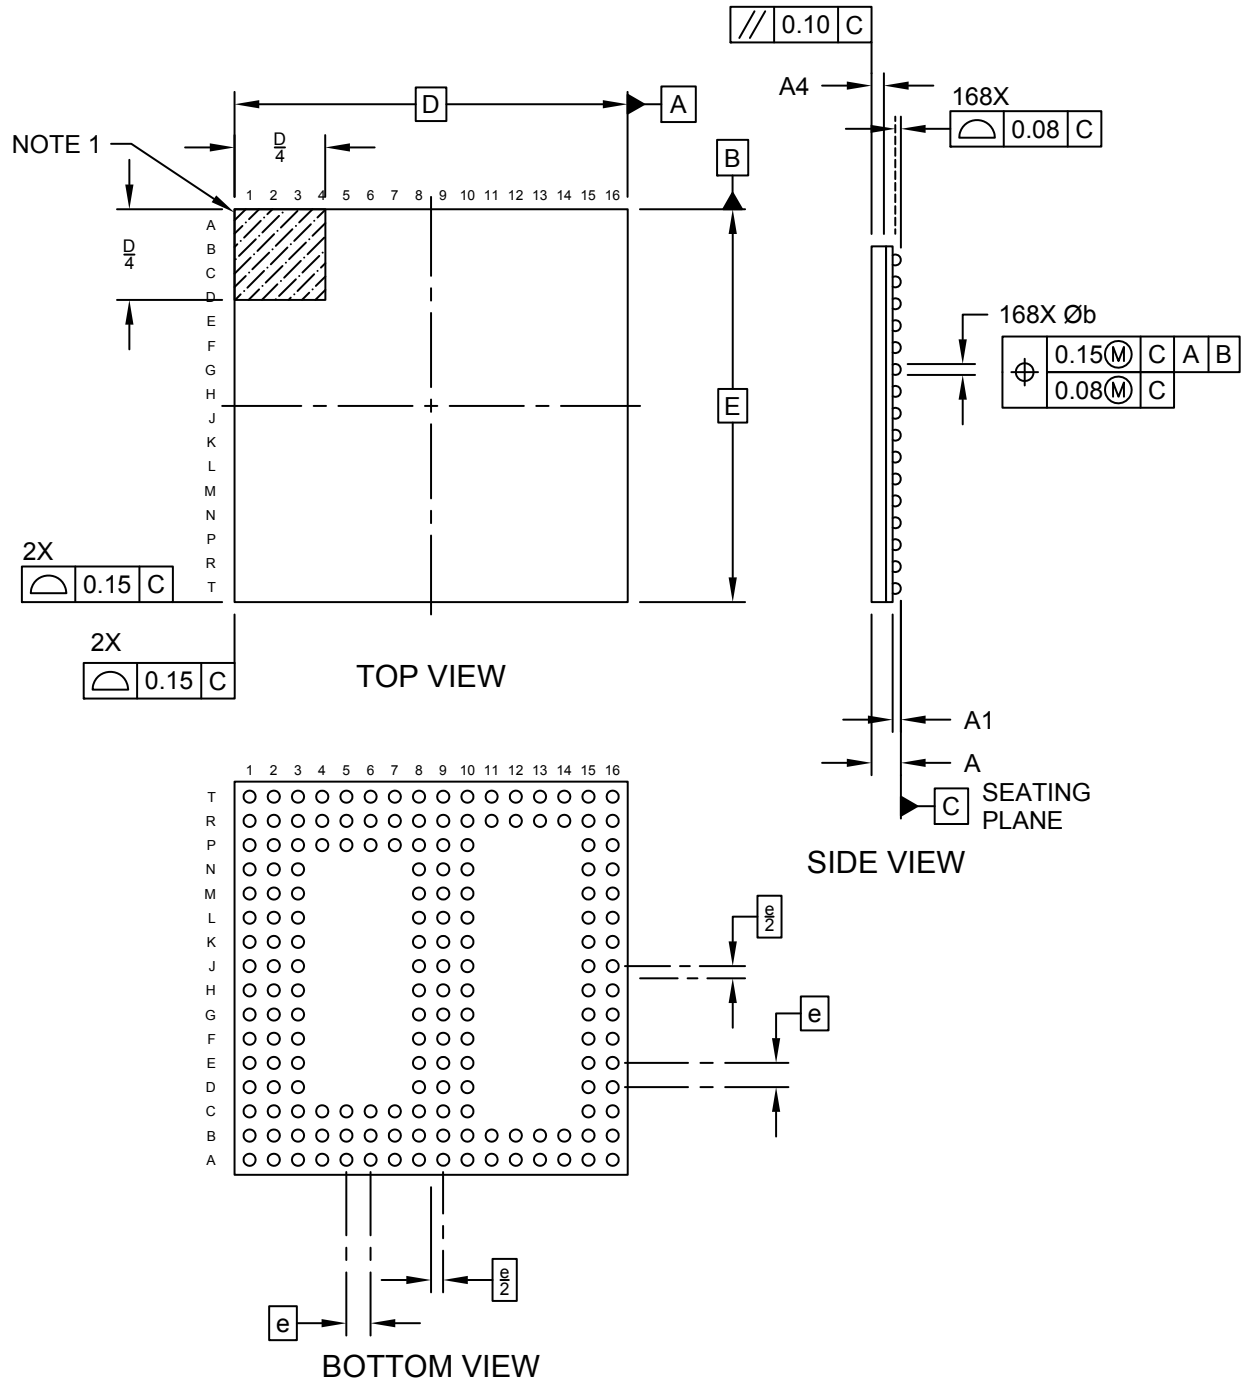 // 0.10 C
A4
168X
0.08 C
D
A
NOTE 1
D/4
B
1 2 3 4 5 6 7 8 9 10 11 12 13 14 15 16
D/4
A
B
C
D
E
F
G
H
J
K
L
M
N
P
R
T
E
168X Øb
0.15Ⓜ C A B
0.08Ⓜ C
2X
0.15 C
2X
0.15 C
TOP VIEW
A1
A
C SEATING
PLANE
SIDE VIEW
1 2 3 4 5 6 7 8 9 10 11 12 13 14 15 16
T
R
P
N
M
L
K
J
H
G
F
E
D
C
B
A
e/2
e
e/2
e
BOTTOM VIEW